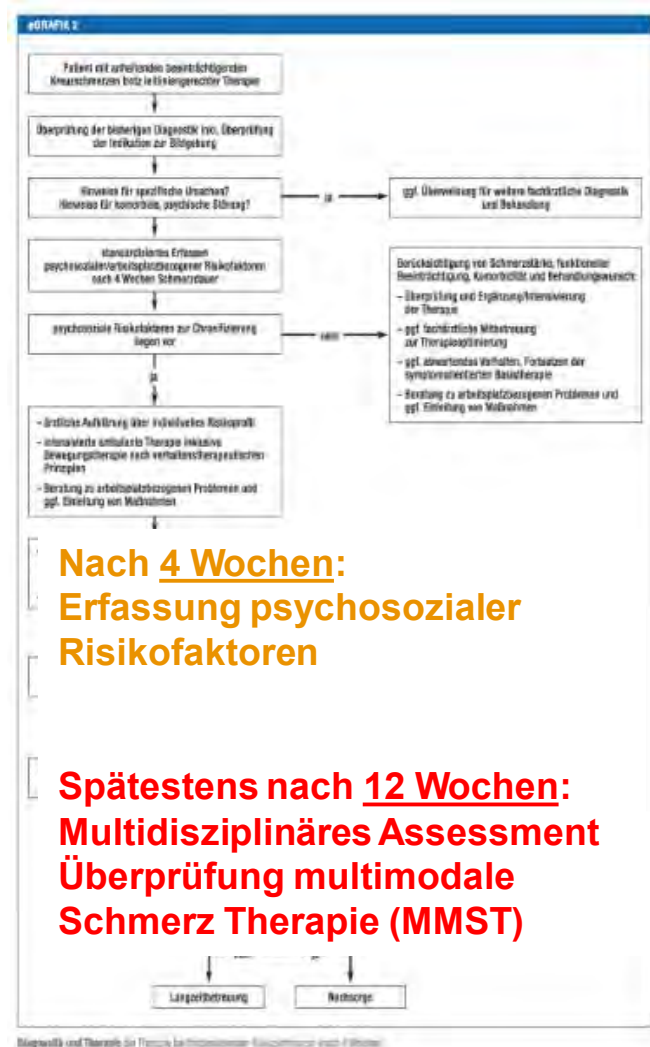 eGRAFIK 2
Patient mit anhaltenden beeinträchtigenden
Kreuzschmerzen trotz leitliniengerechter Therapie
Überprüfung der bisherigen Diagnostik inkl. Überprüfung
der Indikation zur Bildgebung
Hinweise für spezifische Ursachen?
Hinweise für komorbide, psychische Störung?
ja
ggf. Überweisung für weitere fachärztliche Diagnostik
und Behandlung
standardisiertes Erfassen
psychosozialer/arbeitsplatzbezogener Risikofaktoren
nach 4 Wochen Schmerzdauer
Berücksichtigung von Schmerzstärke, funktioneller
Beeinträchtigung, Komorbidität und Behandlungswunsch:
– Überprüfung und Ergänzung/Intensivierung
der Therapie
– ggf. fachärztliche Mitbetreuung
zur Therapieoptimierung
– ggf. abwartendes Verhalten, Fortsetzen der
symptomorientierten Basistherapie
– Beratung zu arbeitsplatzbezogenen Problemen und
ggf. Einleitung von Maßnahmen
psychosoziale Risikofaktoren zur Chronifizierung
liegen vor
nein
ja
– ärztliche Aufklärung über individuelles Risikoprofil
– intensivierte ambulante Therapie inklusive
Bewegungstherapie nach verhaltenstherapeutischen
Prinzipien
– Beratung zu arbeitsplatzbezogenen Problemen und
ggf. Einleitung von Maßnahmen
Nach 4 Wochen:
Erfassung psychosozialer
Risikofaktoren
Spätestens nach 12 Wochen:
Multidisziplinäres Assessment
Überprüfung multimodale
Schmerz Therapie (MMST)
Langzeitbetreuung
Nachsorge
Diagnostik und Therapie